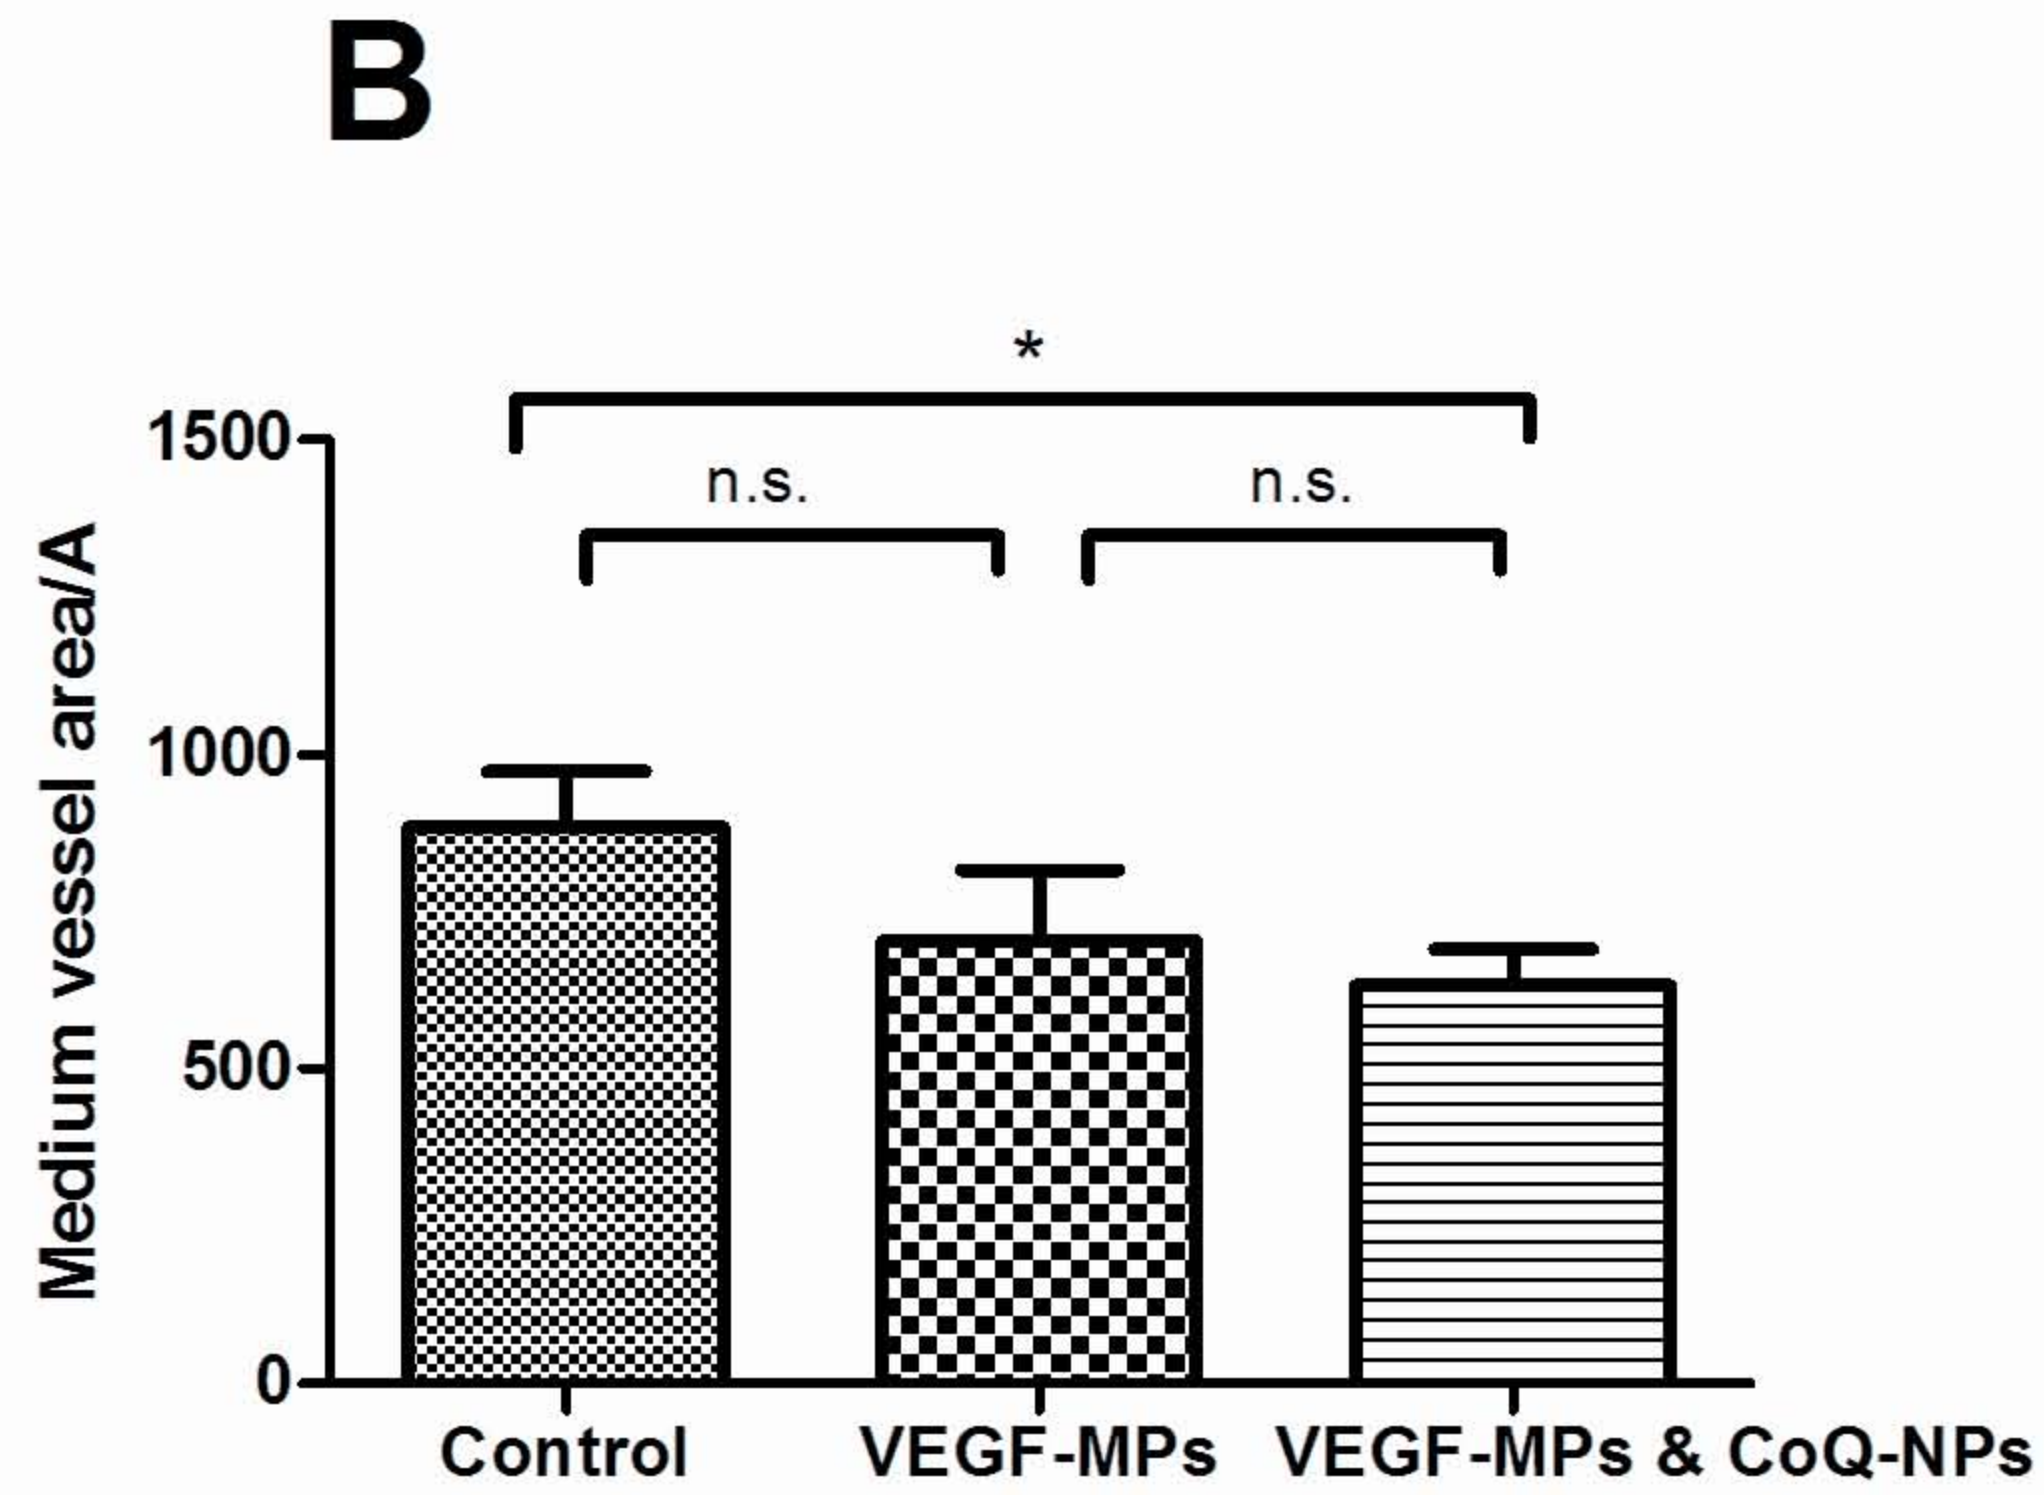 B
*
1500
n.s. n.s.
1000
500
0
Medium vessel area/A
Control VEGF-MPs VEGF-MPs & CoQ-NPs